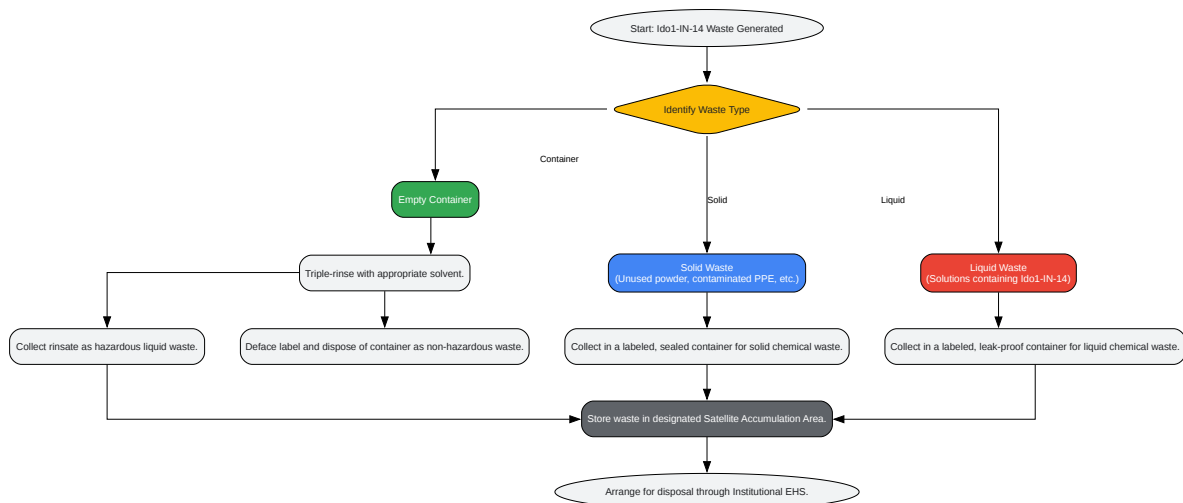 Start: Ido1-IN-14 Waste Generated
Identify Waste Type
Container
Solid
Liquid
Empty Container
Triple-rinse with appropriate solvent.
Solid Waste
(Unused powder, contaminated PPE, etc.)
Liquid Waste
(Solutions containing Ido1-IN-14)
Collect rinsate as hazardous liquid waste.
Deface label and dispose of container as non-hazardous waste.
Collect in a labeled, sealed container for solid chemical waste.
Collect in a labeled, leak-proof container for liquid chemical waste.
Store waste in designated Satellite Accumulation Area.
Arrange for disposal through Institutional EHS.